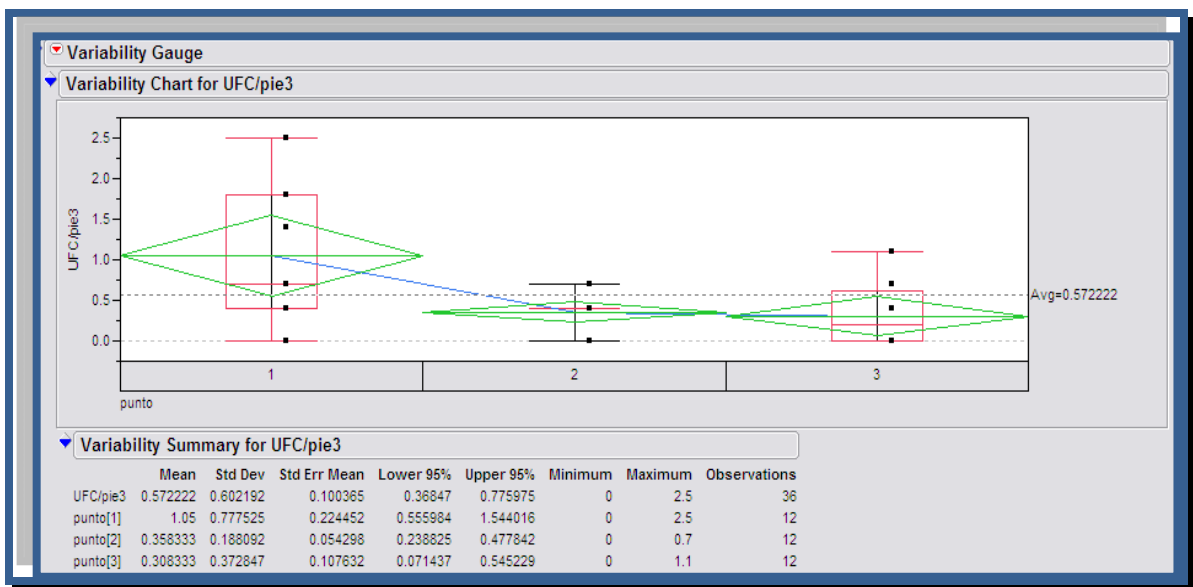 Variability Gauge
Variability Chart for UFC/pie3
2.5
2.0
1.5
1.0
0.5
0.0
UFC/pie3
Avg=0.572222
1 2 3
punto
Variability Summary for UFC/pie3
Mean Std Dev Std Err Mean Lower 95% Upper 95% Minimum Maximum Observations
UFC/pie3 0.572222 0.602192 0.100365 0.36847 0.775975 0 2.5 36
punto[1] 1.05 0.777525 0.224452 0.555984 1.544016 0 2.5 12
punto[2] 0.358333 0.188092 0.054298 0.238825 0.477842 0 0.7 12
punto[3] 0.308333 0.372847 0.107632 0.071437 0.545229 0 1.1 12